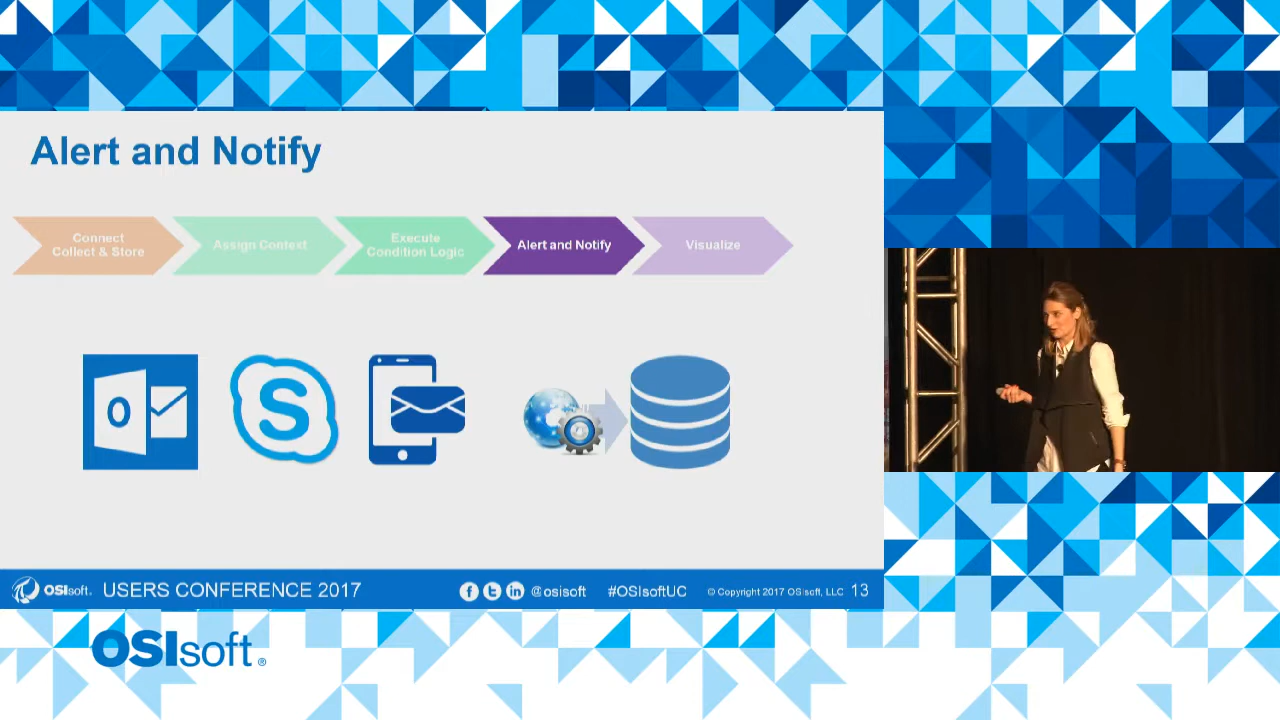 Alert and Notify
Connect
Collect & Store
Assign Context
Execute
Condition Logic
Alert and Notify
Visualize
O
S
OSIsoft. USERS CONFERENCE 2017
@osisoft
#OSIsoftUC
© Copyright 2017 OSIsoft, LLC
13
OSIsoft®